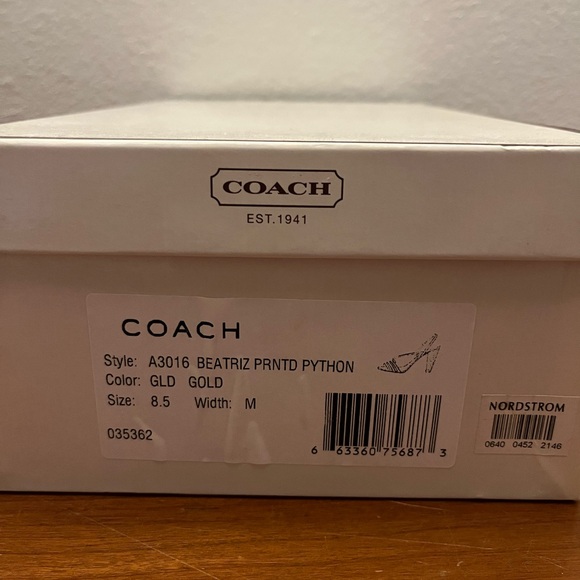 COACH
EST.1941
COACH
Style: A3016 BEATRIZ PRNTD PYTHON
Color: GLD GOLD
Size: 8.5 Width: M
035362
6 63360 75687 3
NORDSTROM
0640 0452 2146